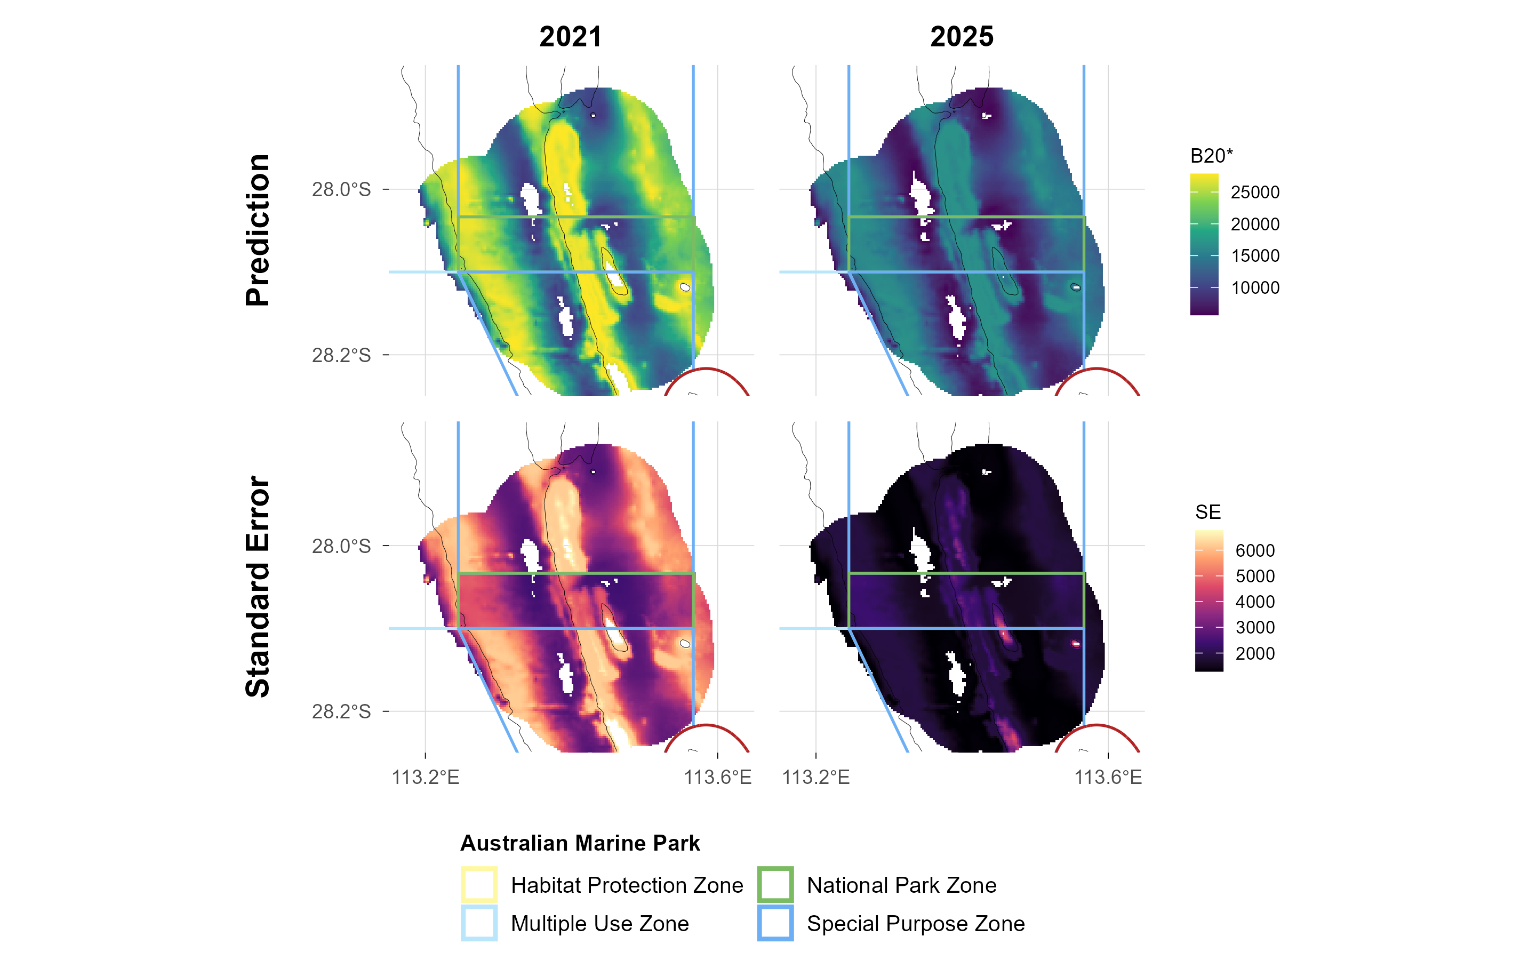 2021
2025
Prediction
28.0°S
28.2°S
B20*
25000
20000
15000
10000
Standard Error
28.0°S
28.2°S
SE
6000
5000
4000
3000
2000
113.2°E
113.6°E
113.2°E
113.6°E
Australian Marine Park
Habitat Protection Zone
National Park Zone
Multiple Use Zone
Special Purpose Zone